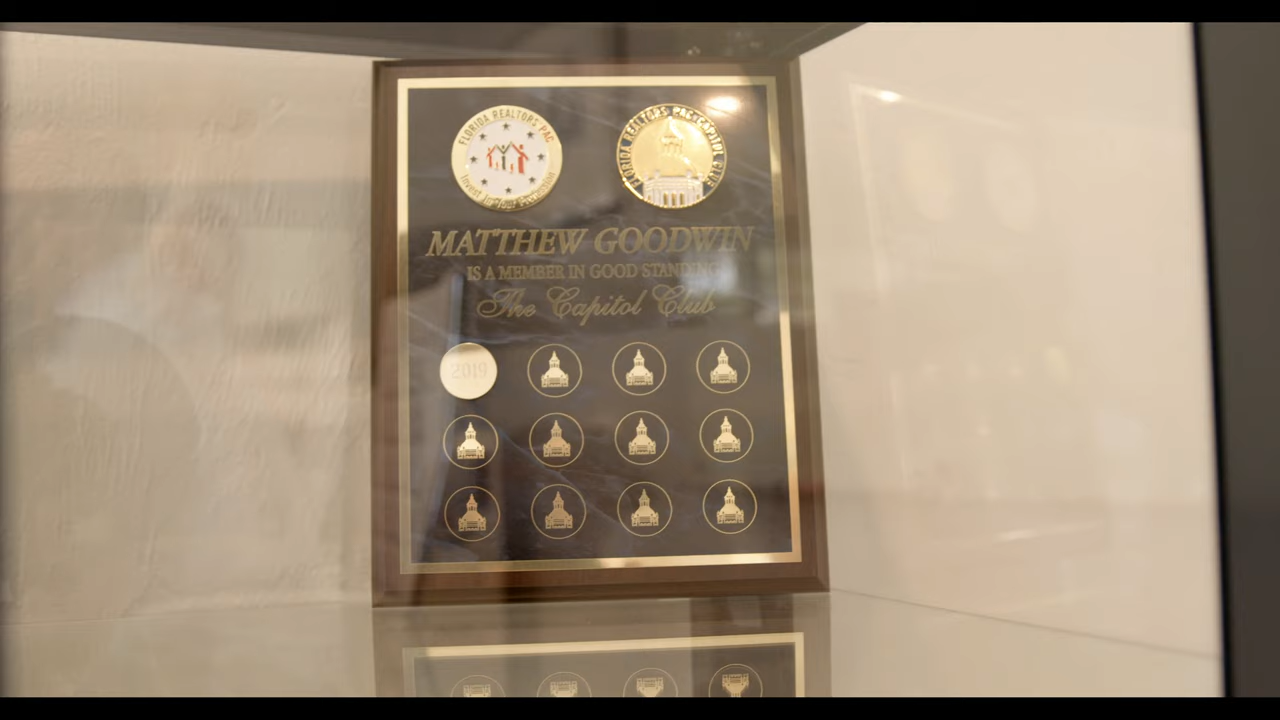 FLORIDA REALTORS PAC
Invest In Your Profession
FLORIDA REALTORS PAC CAPITOL CLUB
MATTHEW GOODWIN
IS A MEMBER IN GOOD STANDING
The Capitol Club
2019